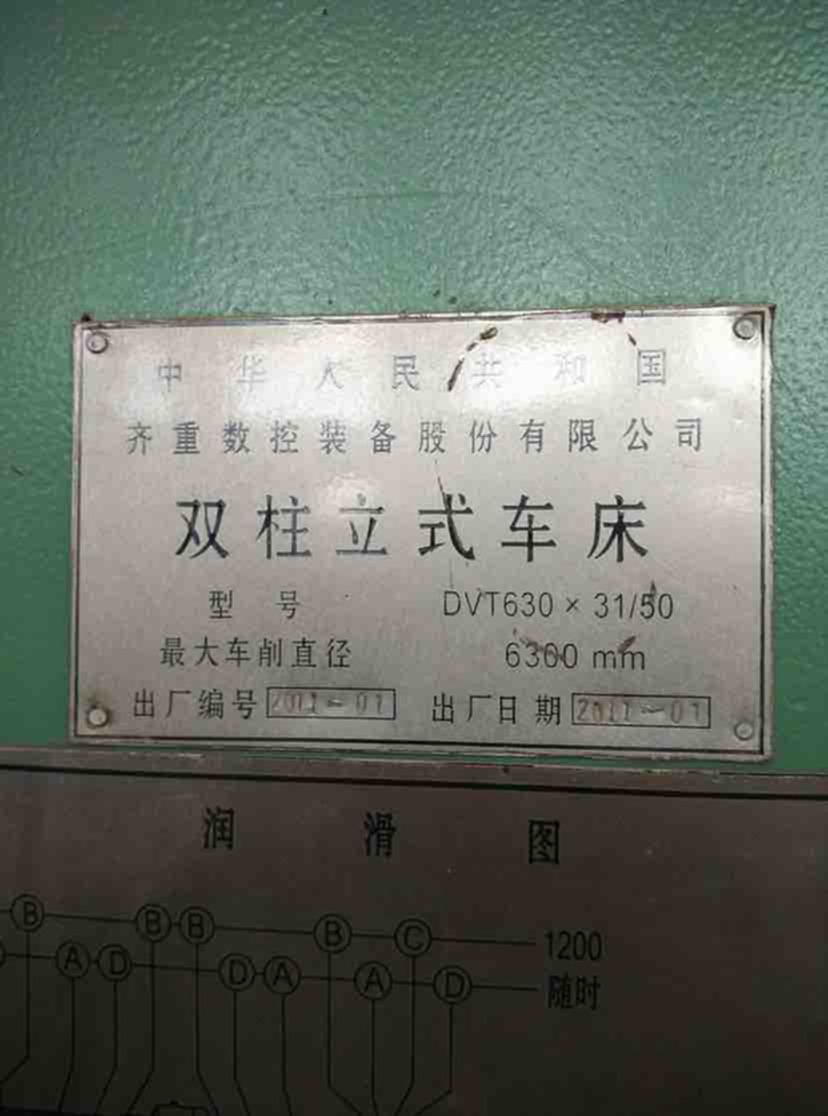 中华人民共和国
齐重数控装备股份有限公司
双柱立式车床
型号 DVT630×31/50
最大车削直径 6300 mm
出厂编号 2011-01 出厂日期 2011-01
润滑图
B B B B C 1200
A D D A A D 随时